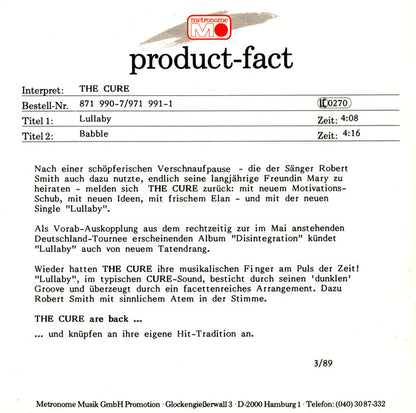 metronome
product-fact
Interpret: THE CURE
Bestell-Nr. 871 990-7/971 991-1 LC 0270
Titel 1: Lullaby Zeit: 4:08
Titel 2: Babble Zeit: 4:16
Nach einer schöpferischen Verschnaufpause - die der Sänger Robert
Smith auch dazu nutzte, endlich seine langjährige Freundin Mary zu
heiraten - melden sich THE CURE zurück: mit neuem Motivations-
Schub, mit neuen Ideen, mit frischem Elan - und mit der neuen
Single "Lullaby".
Als Vorab-Auskopplung aus dem rechtzeitig zur im Mai anstehenden
Deutschland-Tournee erscheinenden Album "Disintegration" kündet
"Lullaby" auch von neuem Tatendrang.
Wieder hatten THE CURE ihre musikalischen Finger am Puls der Zeit!
"Lullaby", im typischen CURE-Sound, besticht durch seinen 'dunklen'
Groove und überzeugt durch ein facettenreiches Arrangement. Dazu
Robert Smith mit sinnlichem Atem in der Stimme.
THE CURE are back ...
... und knüpfen an ihre eigene Hit-Tradition an.
3/89
Metronome Musik GmbH Promotion · Glockengießerwall 3 · D-2000 Hamburg 1 · Telefon: (040) 30 87-332